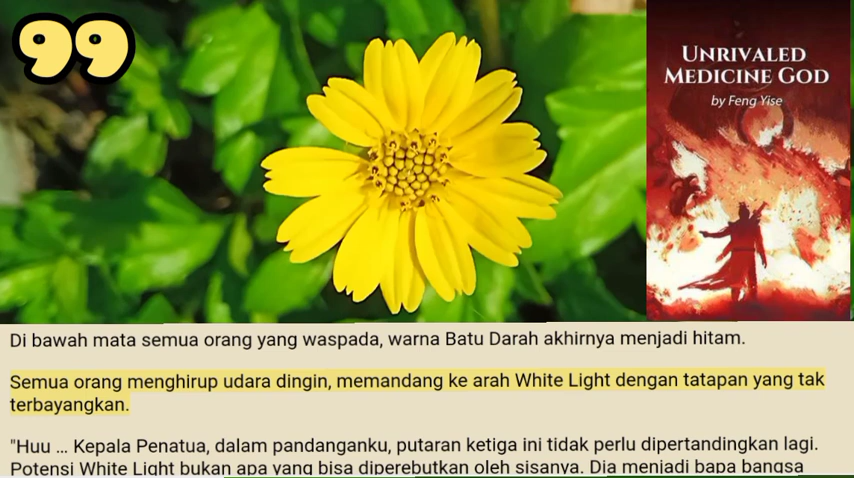 99
UNRIVALED
MEDICINE GOD
by Feng Yise
Di bawah mata semua orang yang waspada, warna Batu Darah akhirnya menjadi hitam.
Semua orang menghirup udara dingin, memandang ke arah White Light dengan tatapan yang tak
terbayangkan.
"Huu ... Kepala Penatua, dalam pandanganku, putaran ketiga ini tidak perlu dipertandingkan lagi.
Potensi White Light bukan apa yang bisa diperebutkan oleh sisanya. Dia menjadi bapa bangsa